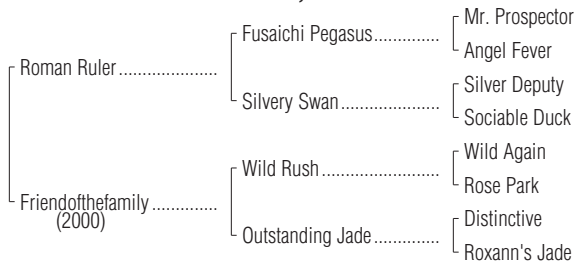 Mr. Prospector
Fusaichi Pegasus..............
Angel Fever
Roman Ruler .....................
Silver Deputy
Silvery Swan .....................
Sociable Duck
Wild Again
Wild Rush .........................
Rose Park
Friendofthefamily ..............
(2000)
Distinctive
Outstanding Jade..............
Roxann's Jade